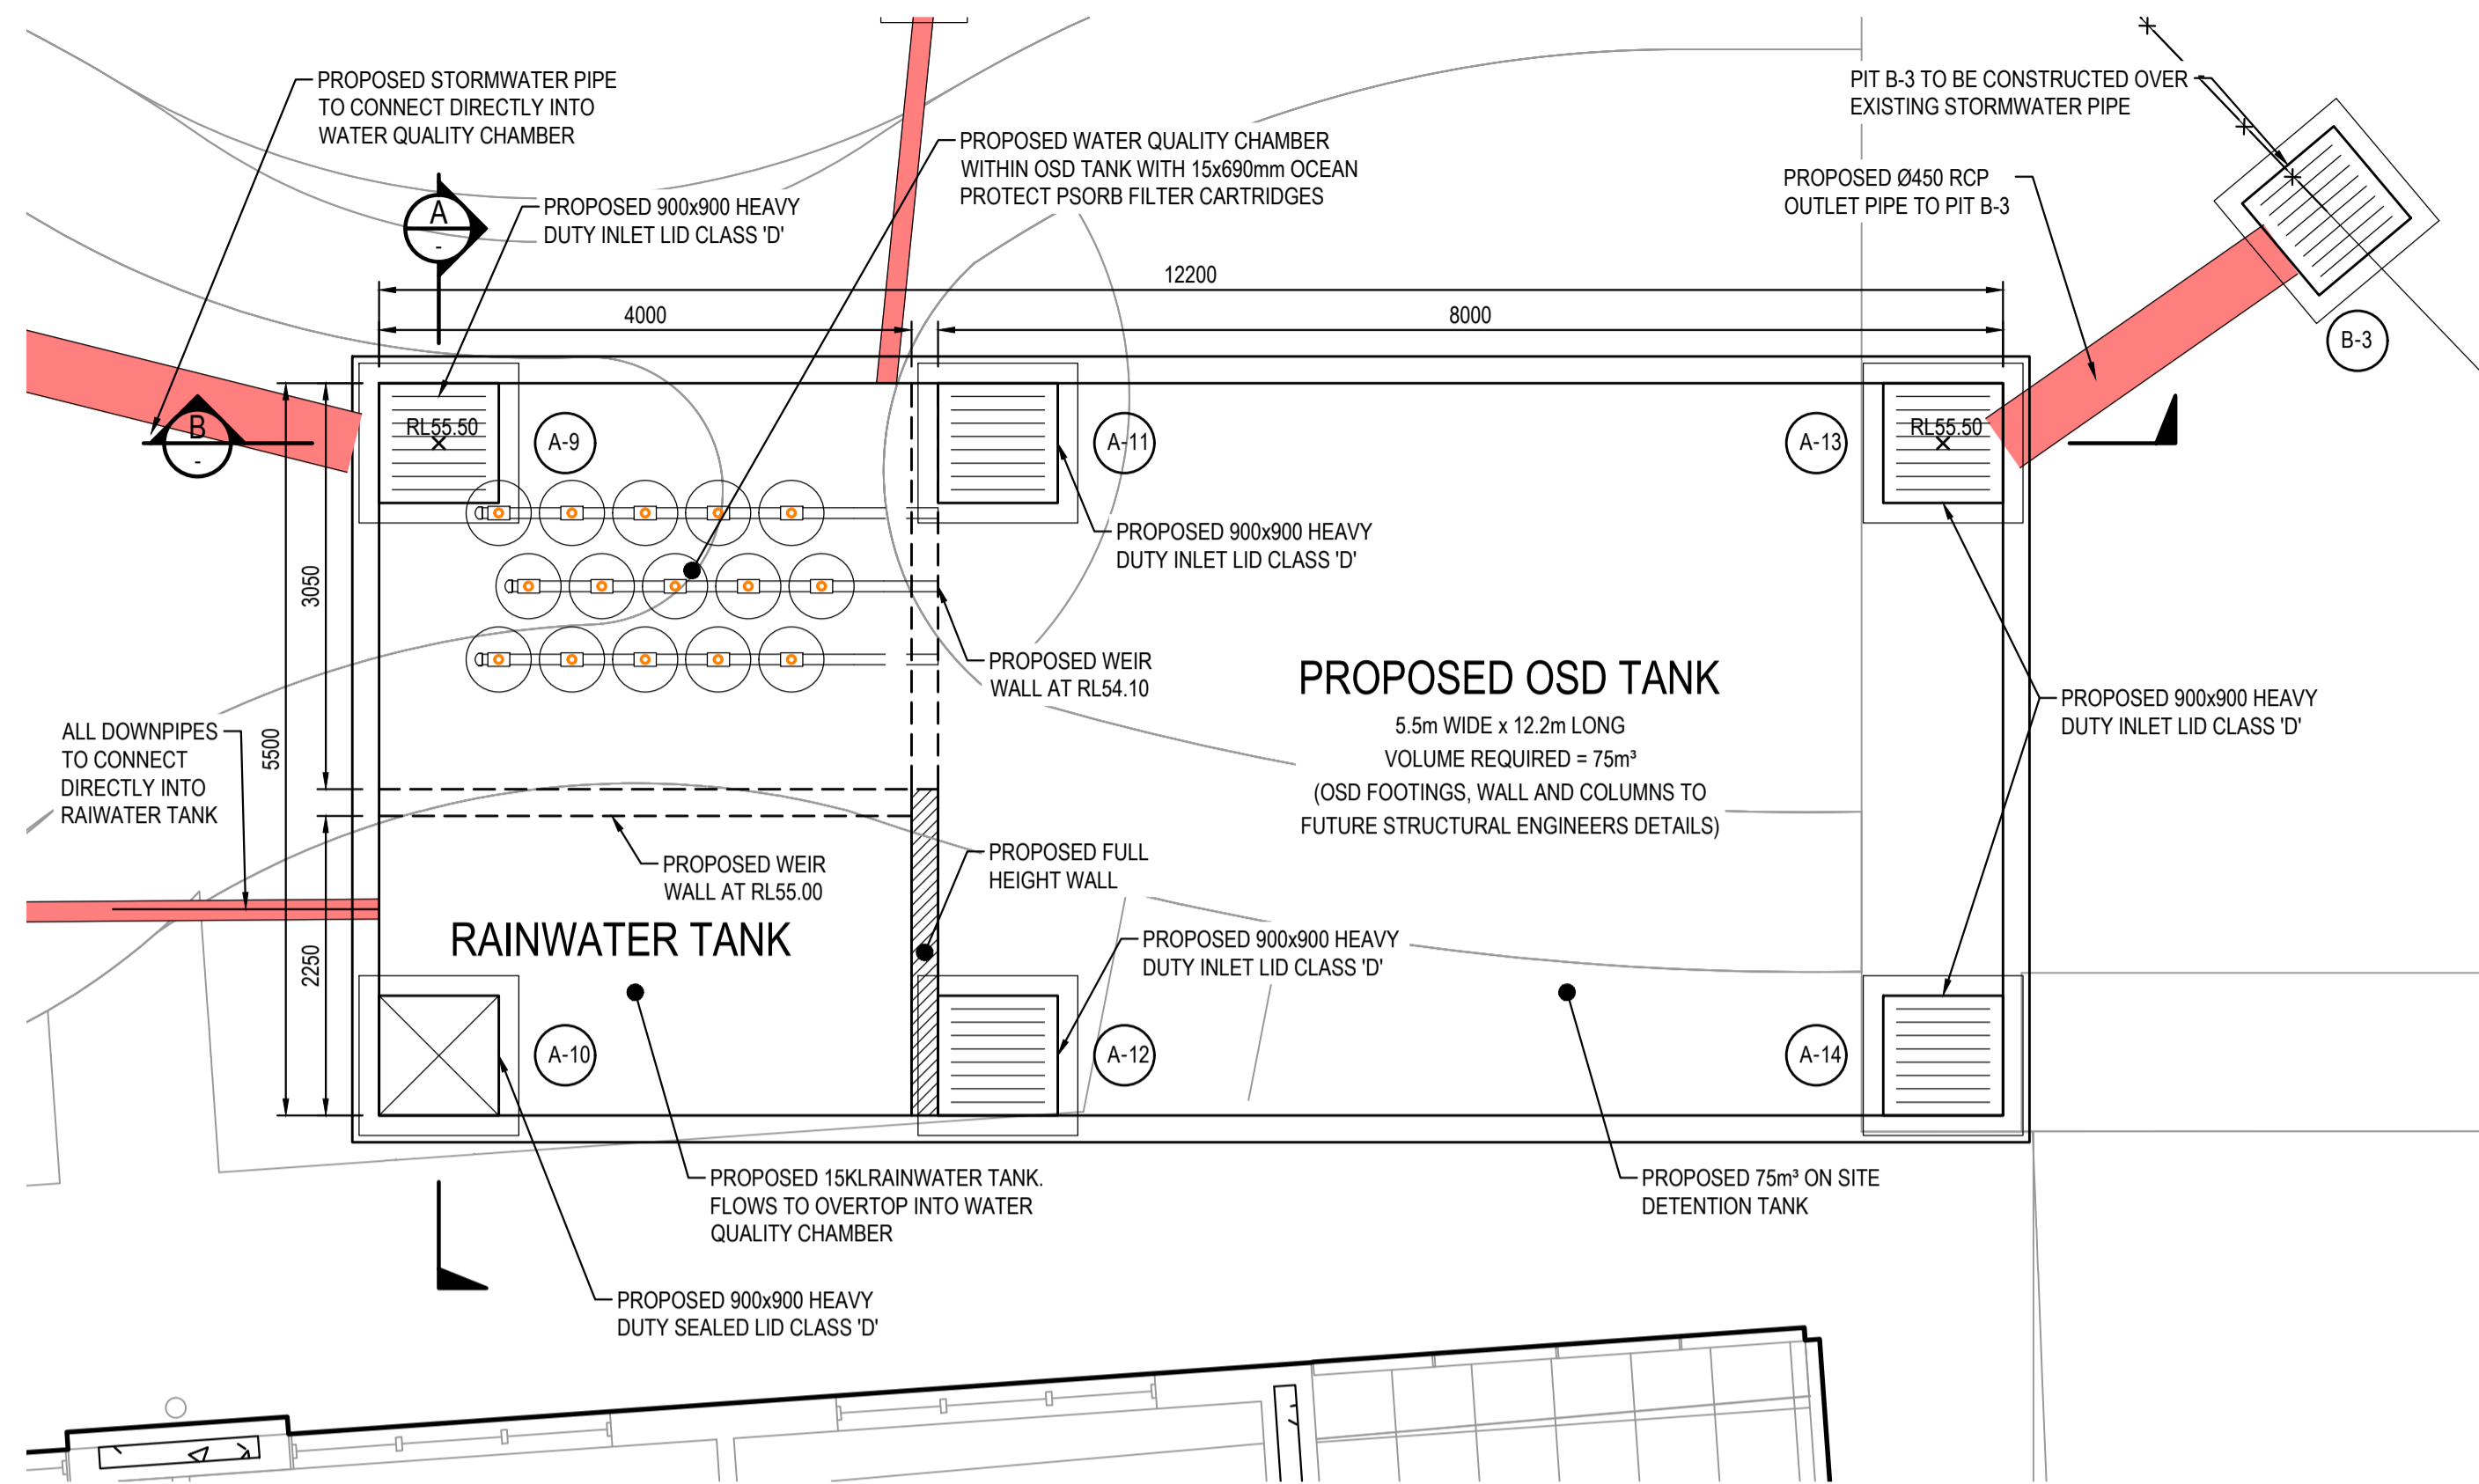 PROPOSED STORMWATER PIPE
TO CONNECT DIRECTLY INTO
WATER QUALITY CHAMBER
PIT B-3 TO BE CONSTRUCTED OVER
EXISTING STORMWATER PIPE
PROPOSED WATER QUALITY CHAMBER
WITHIN OSD TANK WITH 15x690mm OCEAN
PROTECT PSORB FILTER CARTRIDGES
PROPOSED Ø450 RCP
OUTLET PIPE TO PIT B-3
A
-
PROPOSED 900x900 HEAVY
DUTY INLET LID CLASS 'D'
12200
4000
8000
B-3
B
-
RL55.50
A-9
A-11
A-13
RL55.50
PROPOSED 900x900 HEAVY
DUTY INLET LID CLASS 'D'
3050
PROPOSED WEIR
WALL AT RL54.10
PROPOSED OSD TANK
5.5m WIDE x 12.2m LONG
VOLUME REQUIRED = 75m³
(OSD FOOTINGS, WALL AND COLUMNS TO
FUTURE STRUCTURAL ENGINEERS DETAILS)
PROPOSED 900x900 HEAVY
DUTY INLET LID CLASS 'D'
ALL DOWNPIPES
TO CONNECT
DIRECTLY INTO
RAIWATER TANK
5500
PROPOSED WEIR
WALL AT RL55.00
PROPOSED FULL
HEIGHT WALL
RAINWATER TANK
2250
PROPOSED 900x900 HEAVY
DUTY INLET LID CLASS 'D'
A-10
A-12
A-14
PROPOSED 15KLRAINWATER TANK.
FLOWS TO OVERTOP INTO WATER
QUALITY CHAMBER
PROPOSED 75m³ ON SITE
DETENTION TANK
PROPOSED 900x900 HEAVY
DUTY SEALED LID CLASS 'D'